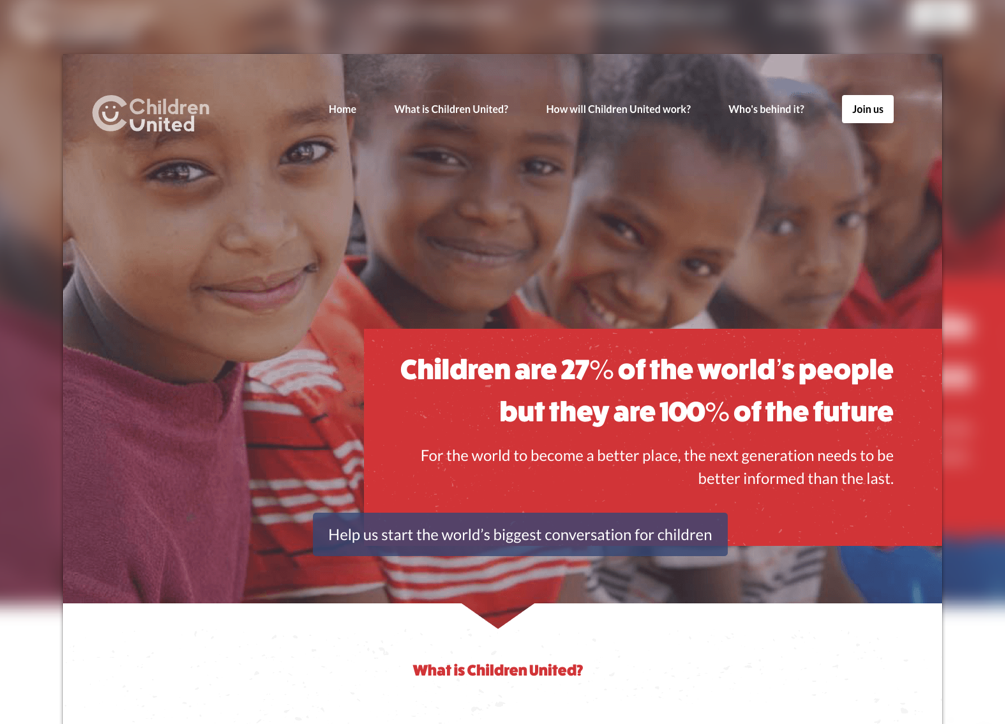 Children
United
Home
What is Children United?
How will Children United work?
Who's behind it?
Join us
Children are 27% of the world's people
but they are 100% of the future
For the world to become a better place, the next generation needs to be
better informed than the last.
Help us start the world's biggest conversation for children
What is Children United?